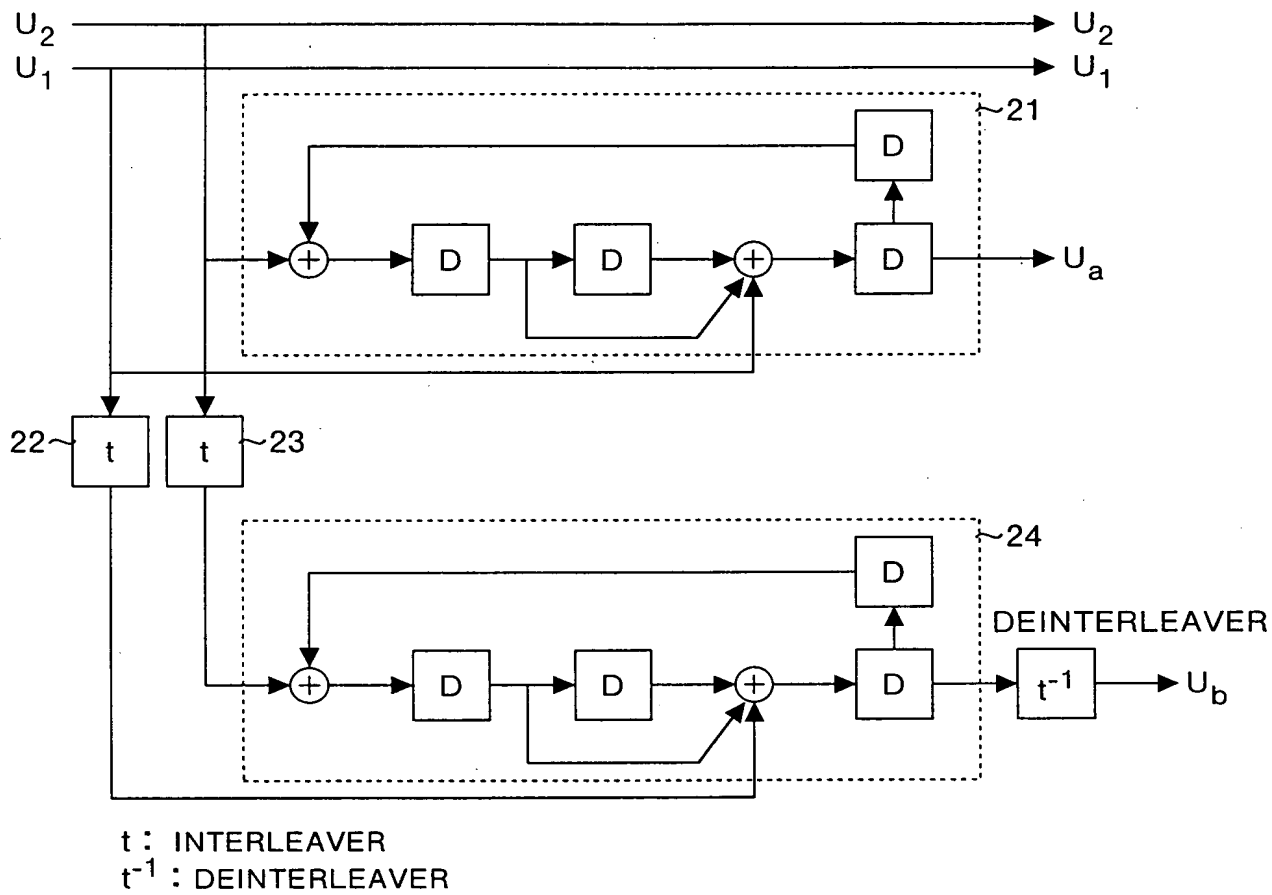 U2 U2
U1 U1
21
D
D D D Ua
22 t t 23
24
D
DEINTERLEAVER
D D D t-1 Ub
t : INTERLEAVER
t-1 : DEINTERLEAVER